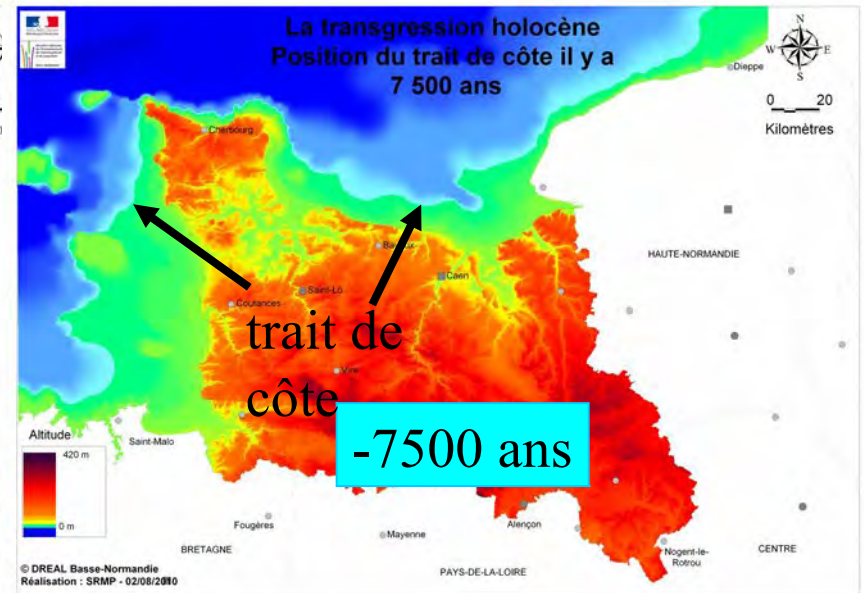 La transgression holocène
Position du trait de côte il y a
7 500 ans
N
W
E
S
Dieppe
0 20
Kilomètres
Cherbourg
HAUTE-NORMANDIE
Caen
Saint-Lô
Coutances
trait de
côte
Vire
-7500 ans
Altitude
420 m
0 m
Saint-Malo
Fougères
Mayenne
Alençon
Nogent-le-
Rotrou
BRETAGNE
PAYS-DE-LA-LOIRE
CENTRE
© DREAL Basse-Normandie
Réalisation : SRMP - 02/08/2010